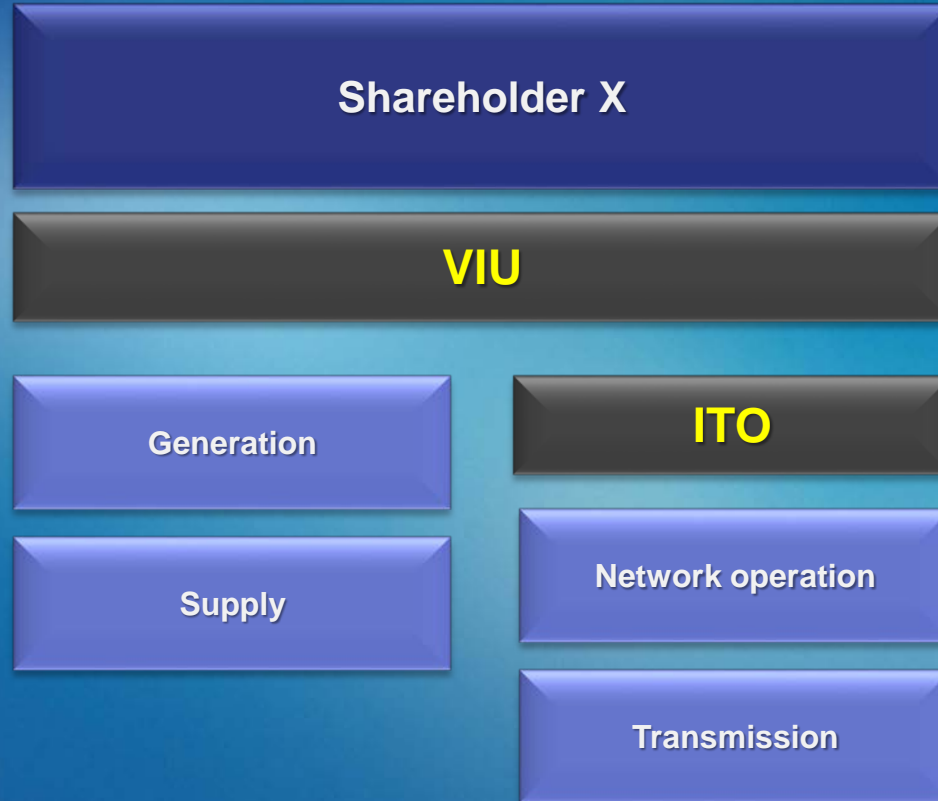 Shareholder X
VIU
Generation
Supply
ITO
Network operation
Transmission